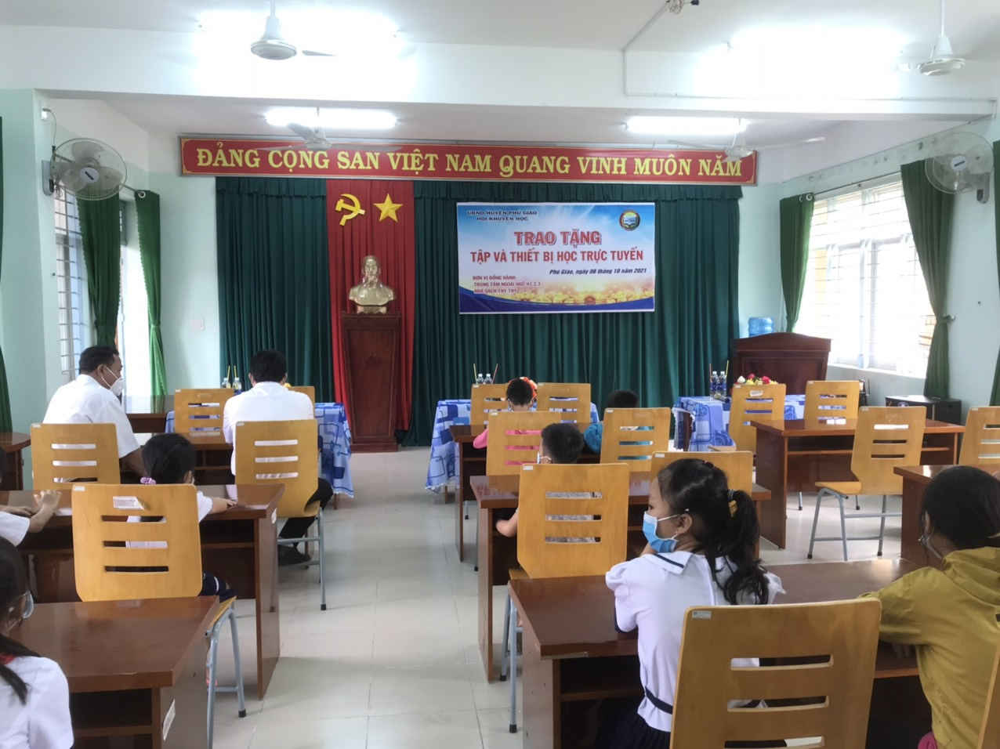 ĐẢNG CỘNG SẢN VIỆT NAM QUANG VINH MUÔN NĂM
UBND HUYỆN PHÚ GIÁO
HỘI KHUYẾN HỌC
TRAO TẶNG
TẬP VÀ THIẾT BỊ HỌC TRỰC TUYẾN
Phú Giáo, ngày 08 tháng 10 năm 2021
ĐƠN VỊ ĐỒNG HÀNH:
TRUNG TÂM NGOẠI NGỮ
NHÀ SÁCH THY THY